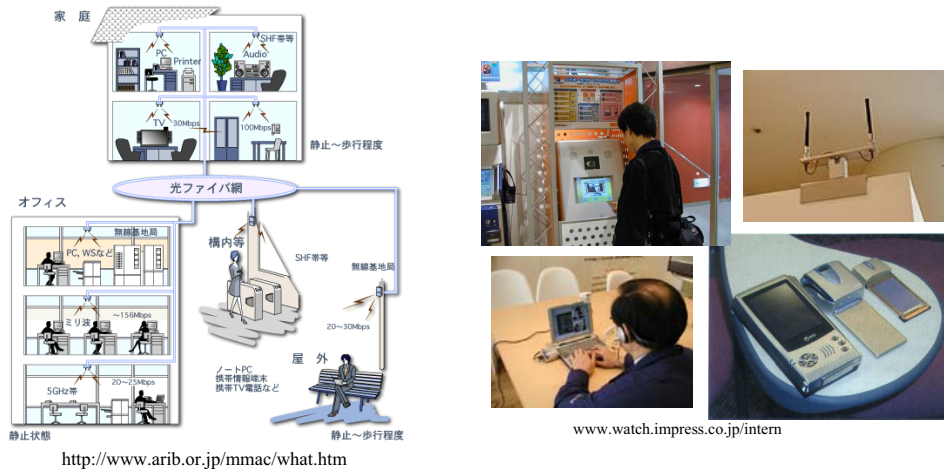 家 庭
SHF帯等
PC
Printer
Audio
TV
30Mbps
100Mbps
静止～歩行程度
光ファイバ網
オフィス
無線基地局
PC, WSなど
構内等
SHF帯等
無線基地局
ミリ波
～156Mbps
20～30Mbps
ノートPC
携帯情報端末
携帯TV電話など
屋 外
5GHz帯
20～25Mbps
静止状態
静止～歩行程度
http://www.arib.or.jp/mmac/what.htm
www.watch.impress.co.jp/intern